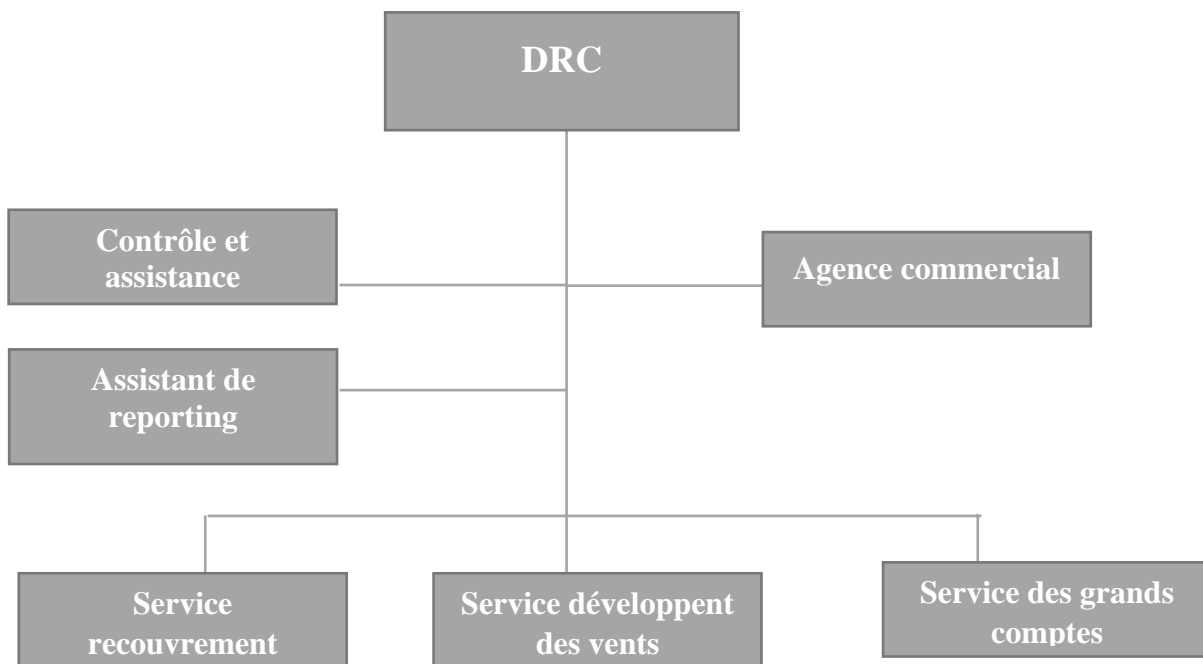 DRC
Contrôle et
assistance
Agence commercial
Assistant de
reporting
Service
recouvrement
Service développent
des vents
Service des grands
comptes